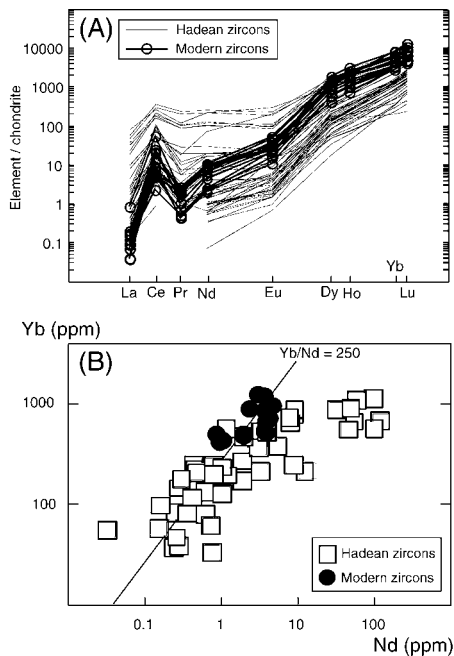 (A)
Hadean zircons
Modern zircons
Element / chondrite
10000
1000
100
10
1
0.1
Yb
La Ce Pr Nd Eu Dy Ho Lu
Yb (ppm)
(B)
Yb/Nd = 250
1000
100
Hadean zircons
Modern zircons
0.1 1 10 100
Nd (ppm)